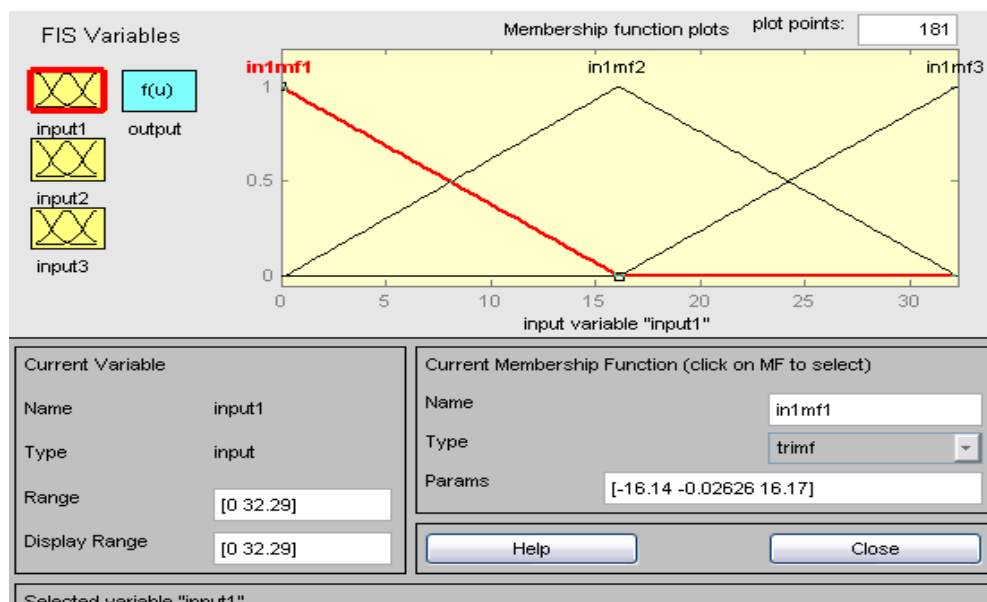 FIS Variables
Membership function plots
plot points:
181
f(u)
input1
output
input2
input3
in1mf1
in1mf2
in1mf3
1
0.5
0
0
5
10
15
20
25
30
input variable "input1"
Current Variable
Name
input1
Type
input
Range
[0 32.29]
Display Range
[0 32.29]
Current Membership Function (click on MF to select)
Name
in1mf1
Type
trimf
Params
[-16.14 -0.02626 16.17]
Help
Close
Selected variable "input1"